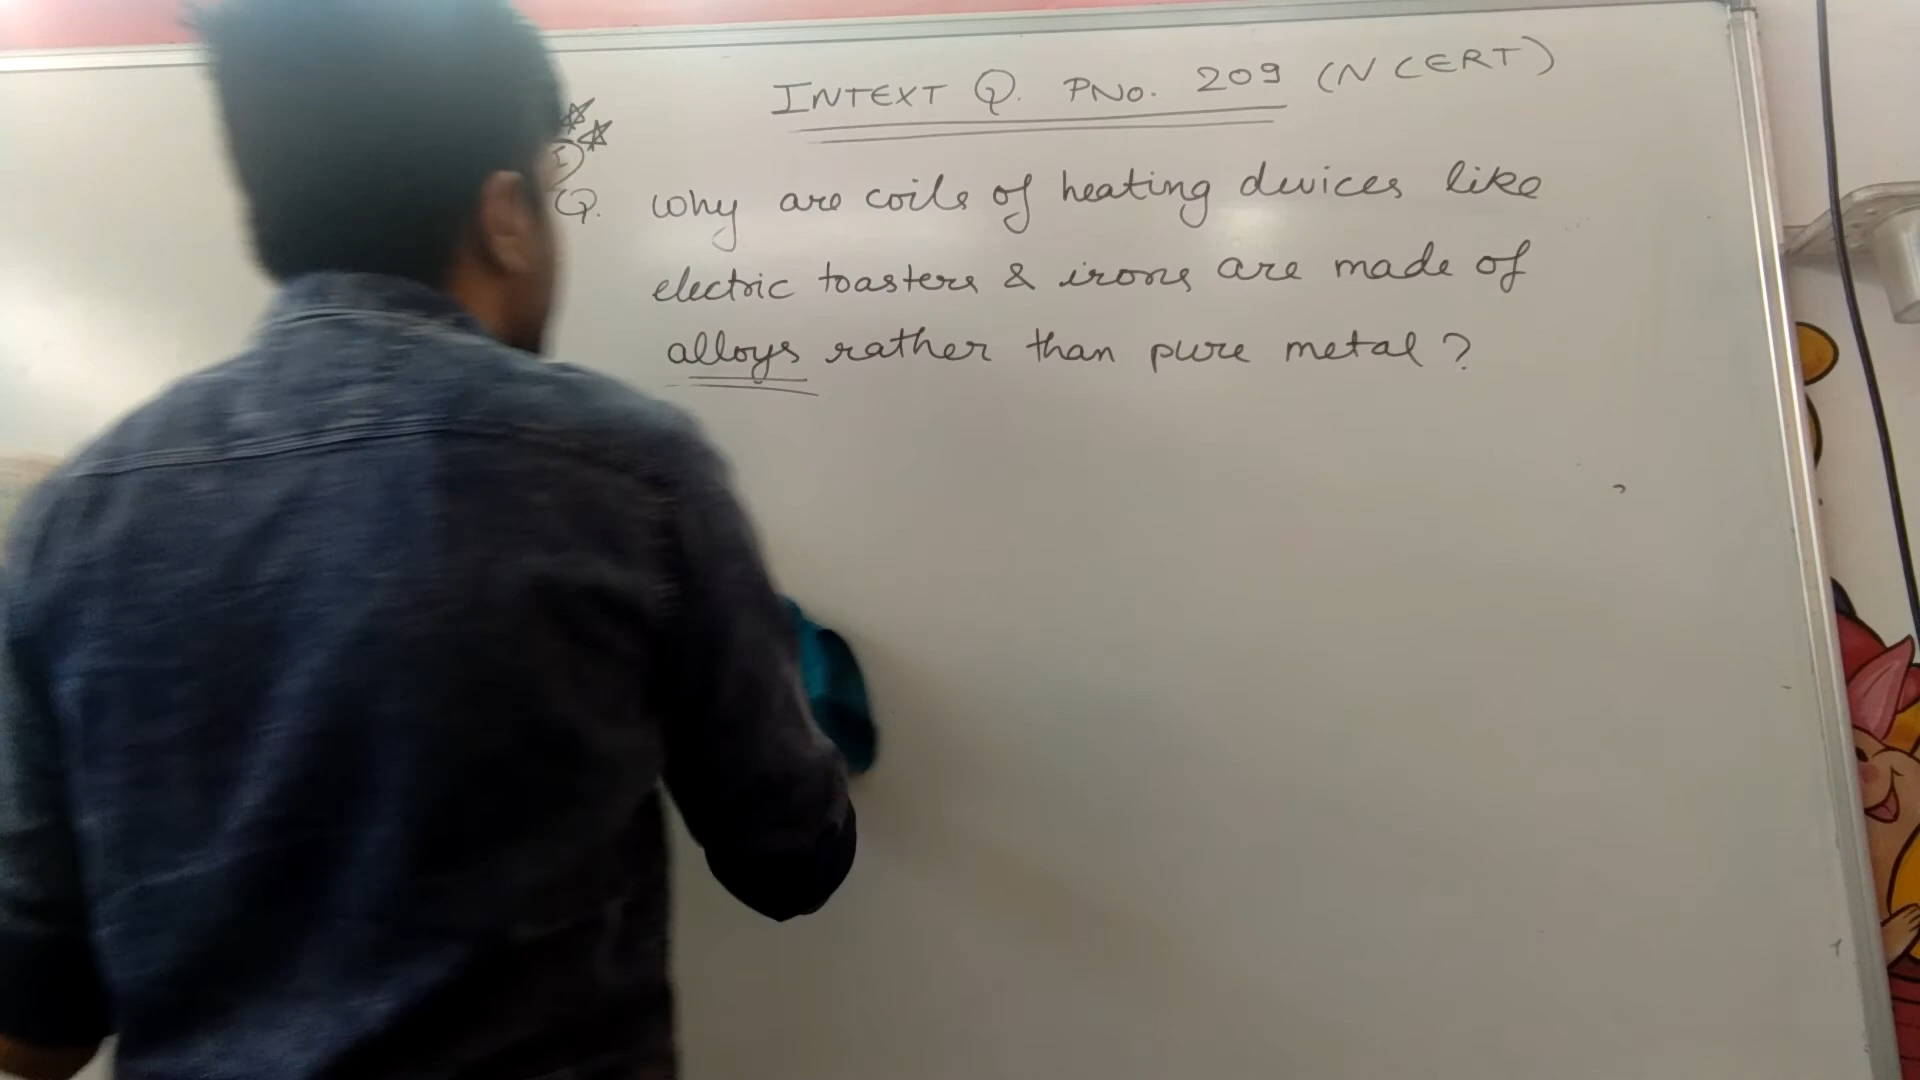 INTEXT Q. PNo. 209 (NCERT)
I)
Q. Why are coils of heating devices like
electric toasters & irons are made of
alloys rather than pure metal?